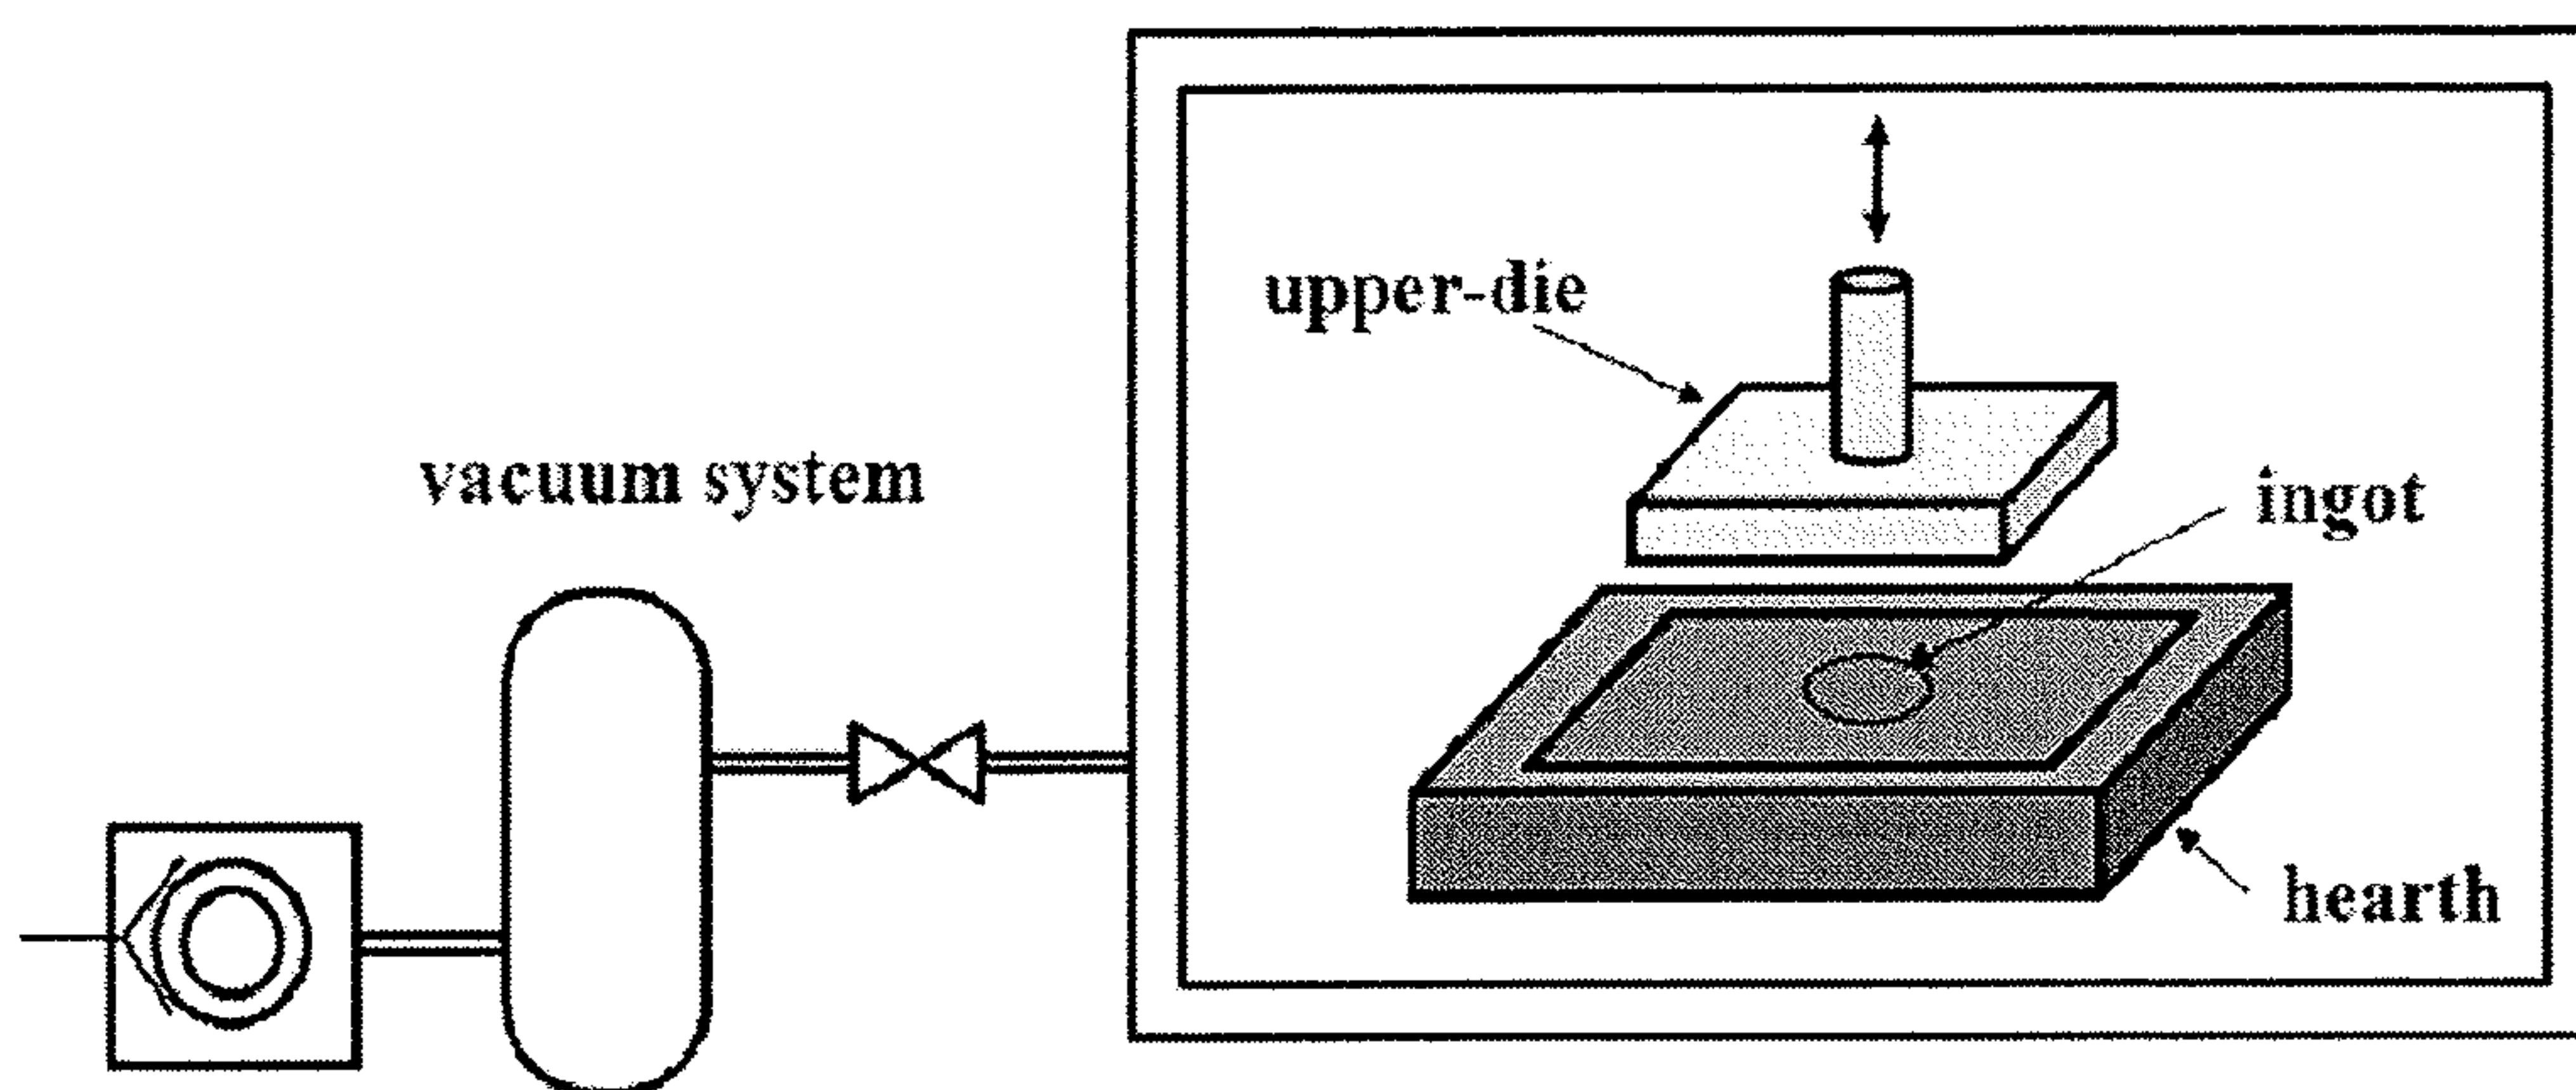 upper-die
vacuum system
ingot
hearth